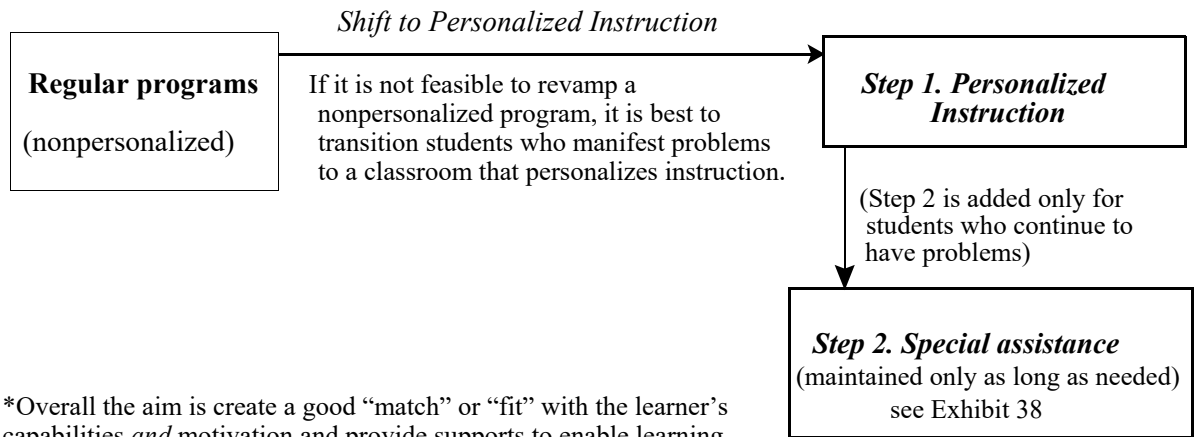 Shift to Personalized Instruction
Regular programs
(nonpersonalized)
If it is not feasible to revamp a
nonpersonalized program, it is best to
transition students who manifest problems
to a classroom that personalizes instruction.
Step 1. Personalized
Instruction
(Step 2 is added only for
students who continue to
have problems)
Step 2. Special assistance
(maintained only as long as needed)
see Exhibit 38
*Overall the aim is create a good “match” or “fit” with the learner’s
capabilities and motivation and provide supports to enable learning